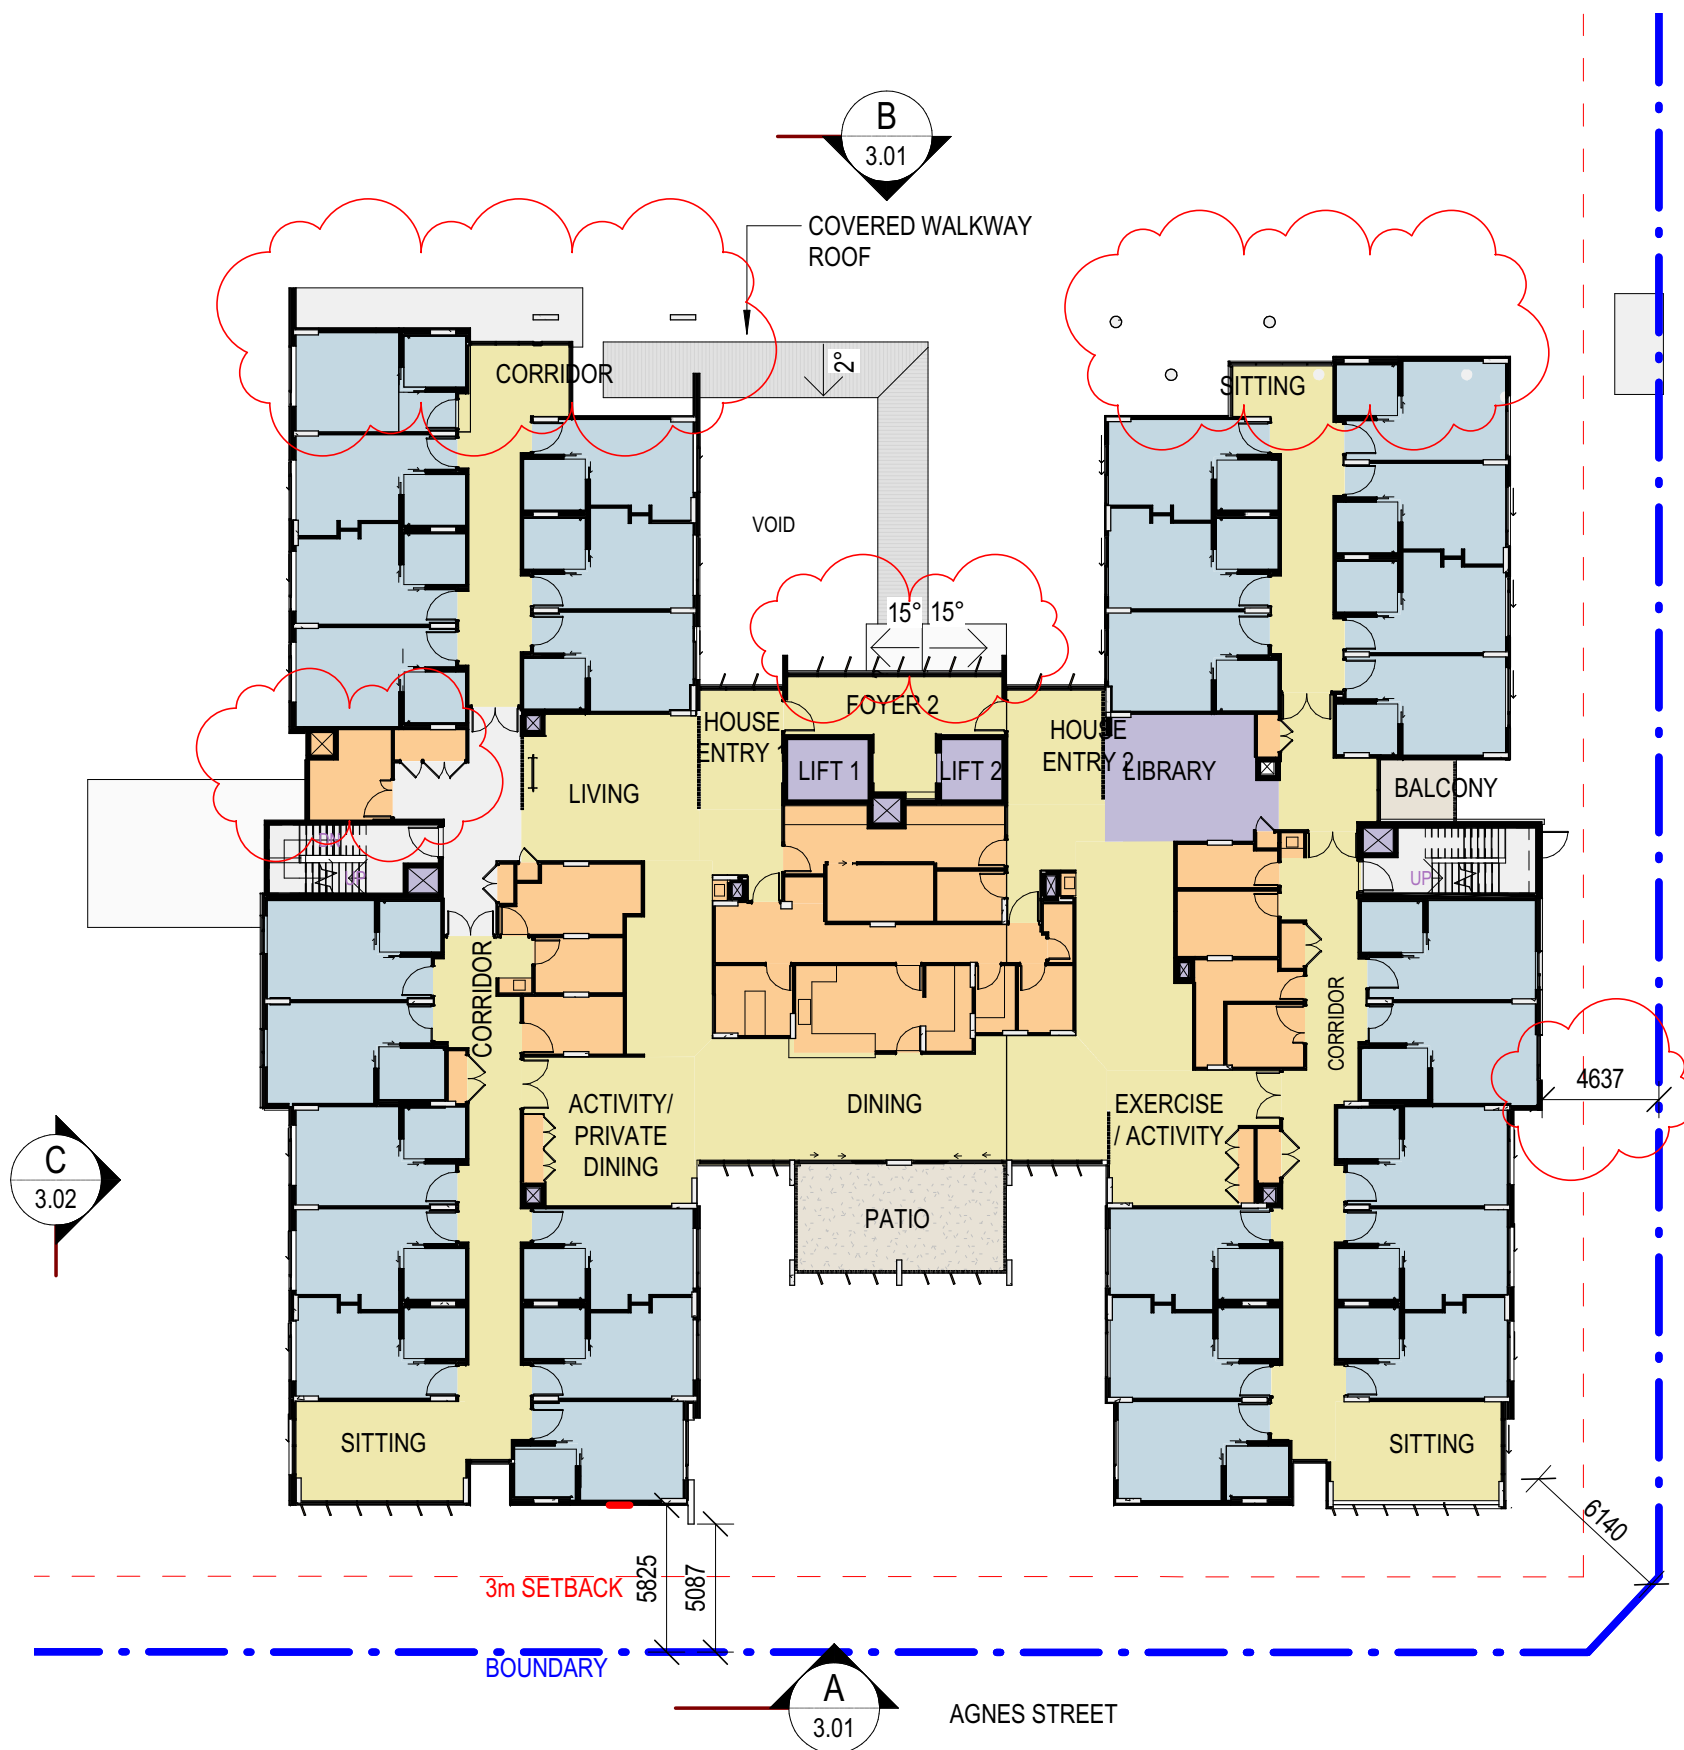 B
3.01
COVERED WALKWAY
ROOF
2°
CORRIDOR
SITTING
VOID
15° 15°
FOYER 2
HOUSE
ENTRY 1
HOUSE
ENTRY 2
LIFT 1
LIFT 2
LIBRARY
LIVING
BALCONY
UP
UP
CORRIDOR
CORRIDOR
4637
ACTIVITY/
PRIVATE
DINING
DINING
EXERCISE
/ ACTIVITY
C
3.02
PATIO
SITTING
SITTING
6140
5825
5087
3m SETBACK
BOUNDARY
A
3.01
AGNES STREET